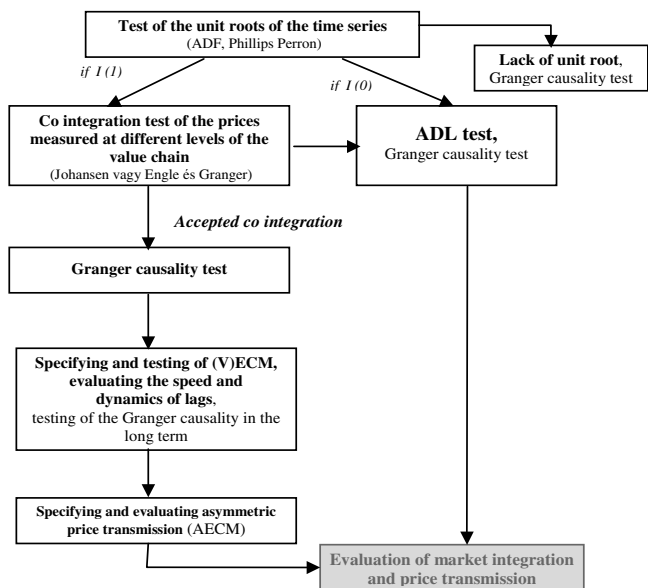 Test of the unit roots of the time series
(ADF, Phillips Perron)
if I (1)
if I (0)
Lack of unit root,
Granger causality test
Co integration test of the prices
measured at different levels of the
value chain
(Johansen vagy Engle és Granger)
ADL test,
Granger causality test
Accepted co integration
Granger causality test
Specifying and testing of (V)ECM,
evaluating the speed and
dynamics of lags,
testing of the Granger causality in the
long term
Specifying and evaluating asymmetric
price transmission (AECM)
Evaluation of market integration
and price transmission